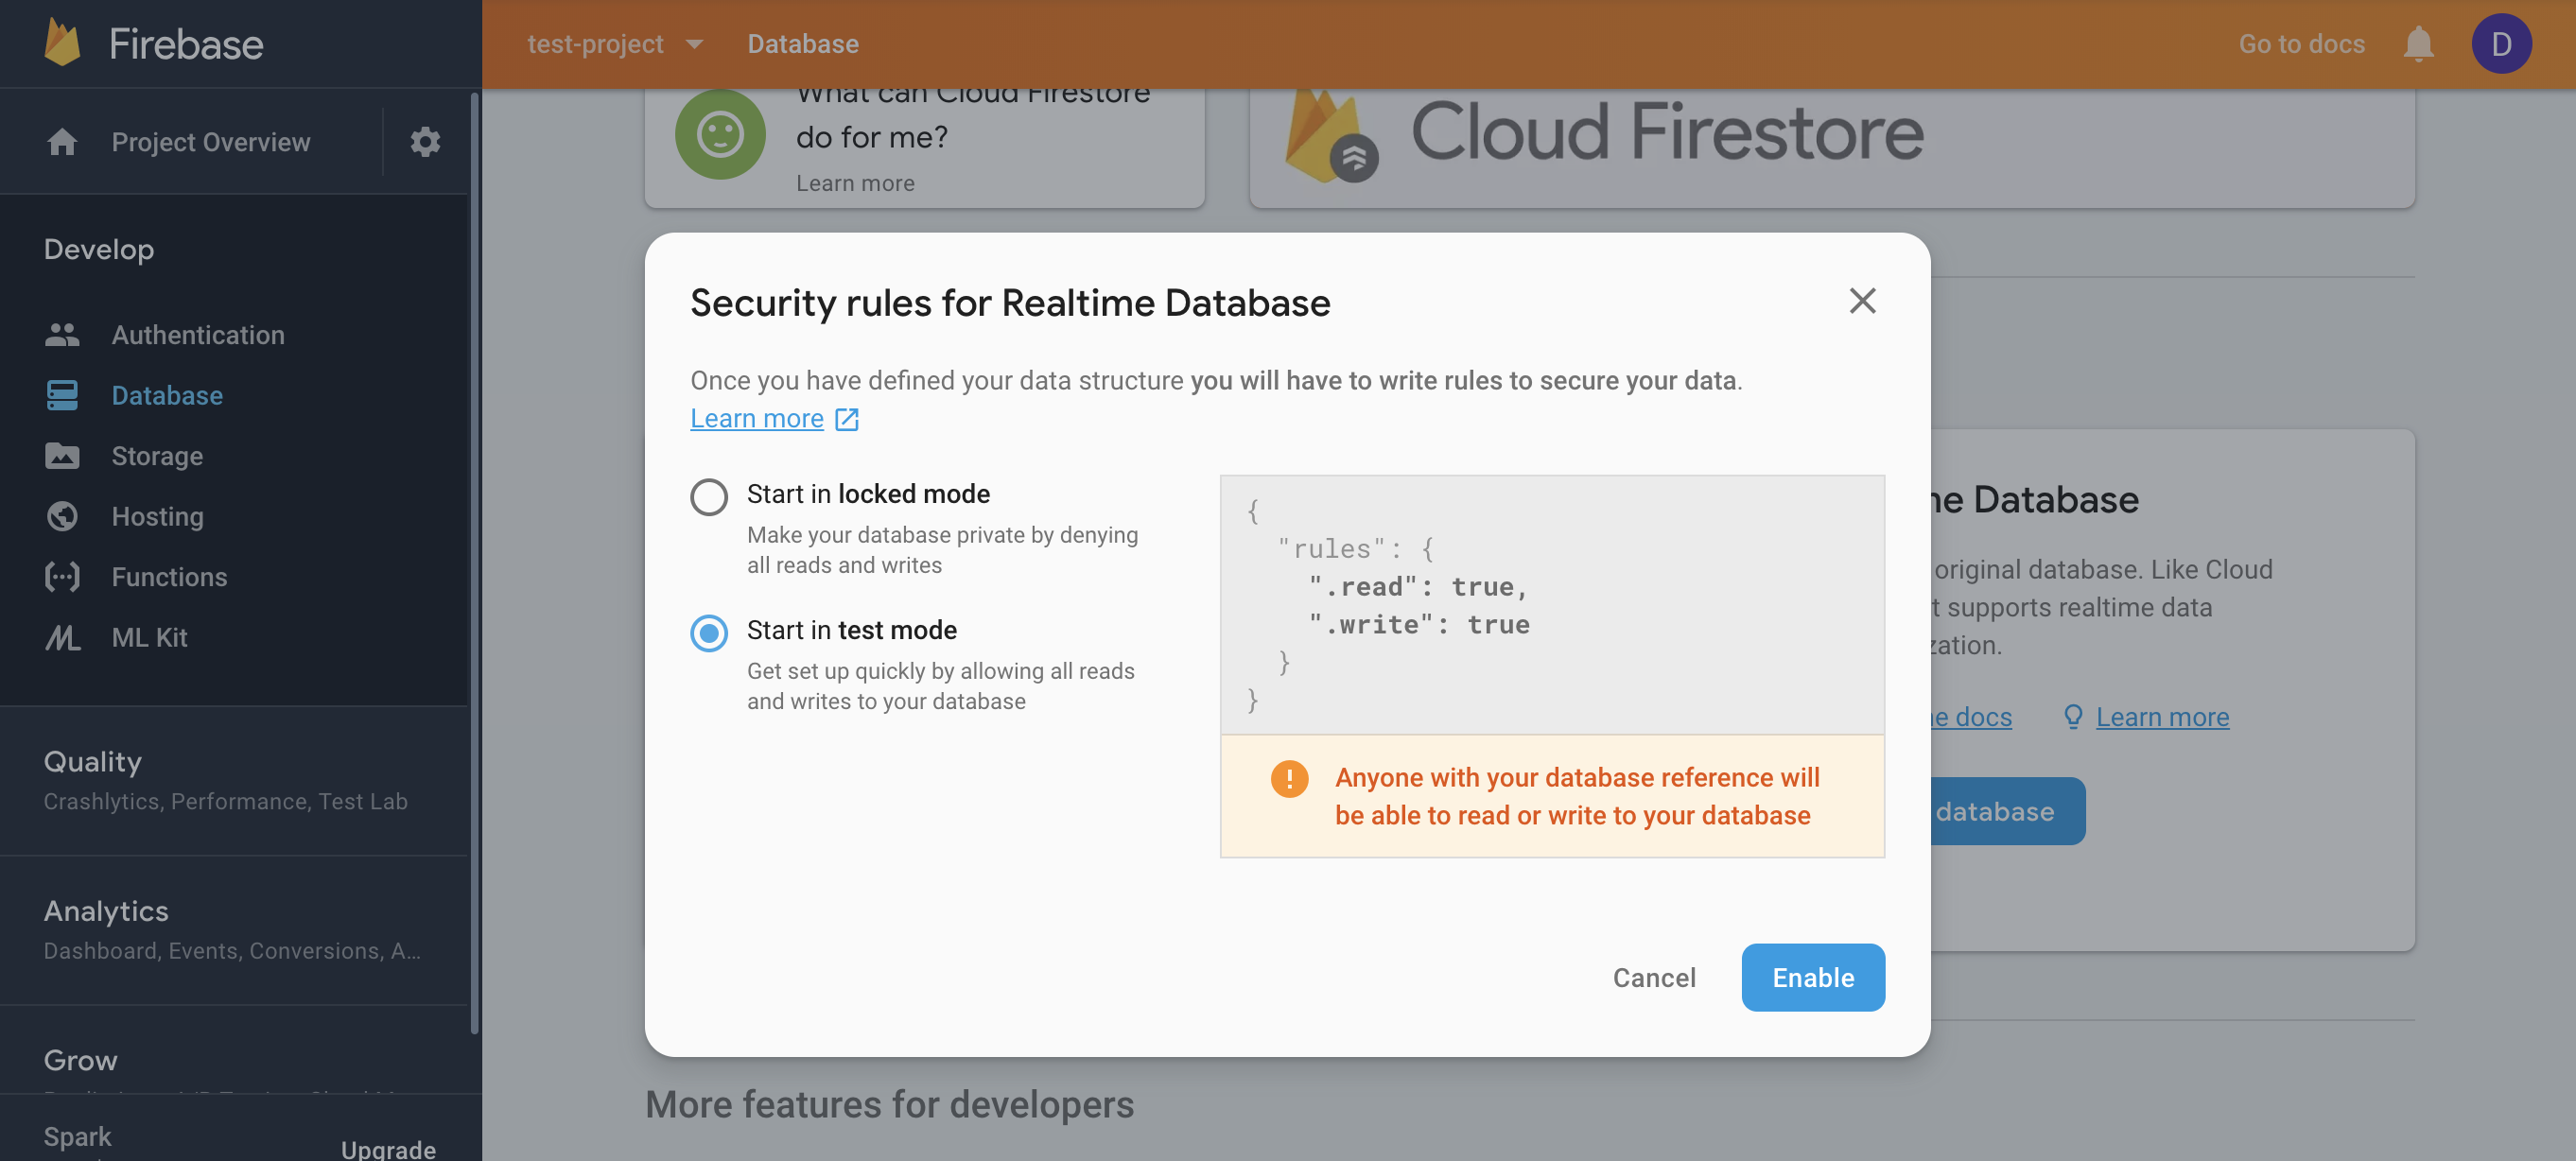 Firebase
test-project
Database
Go to docs
D
Project Overview
Develop
Authentication
Database
Storage
Hosting
Functions
ML Kit
Quality
Crashlytics, Performance, Test Lab
Analytics
Dashboard, Events, Conversions, A...
Grow
Spark
Upgrade
What can Cloud Firestore
do for me?
Learn more
Cloud Firestore
Security rules for Realtime Database
Once you have defined your data structure you will have to write rules to secure your data.
Learn more
Start in locked mode
Make your database private by denying
all reads and writes
Start in test mode
Get set up quickly by allowing all reads
and writes to your database
{
"rules": {
".read": true,
".write": true
}
}
Anyone with your database reference will
be able to read or write to your database
Cancel
Enable
Database
original database. Like Cloud
supports realtime data
docs
Learn more
database
More features for developers